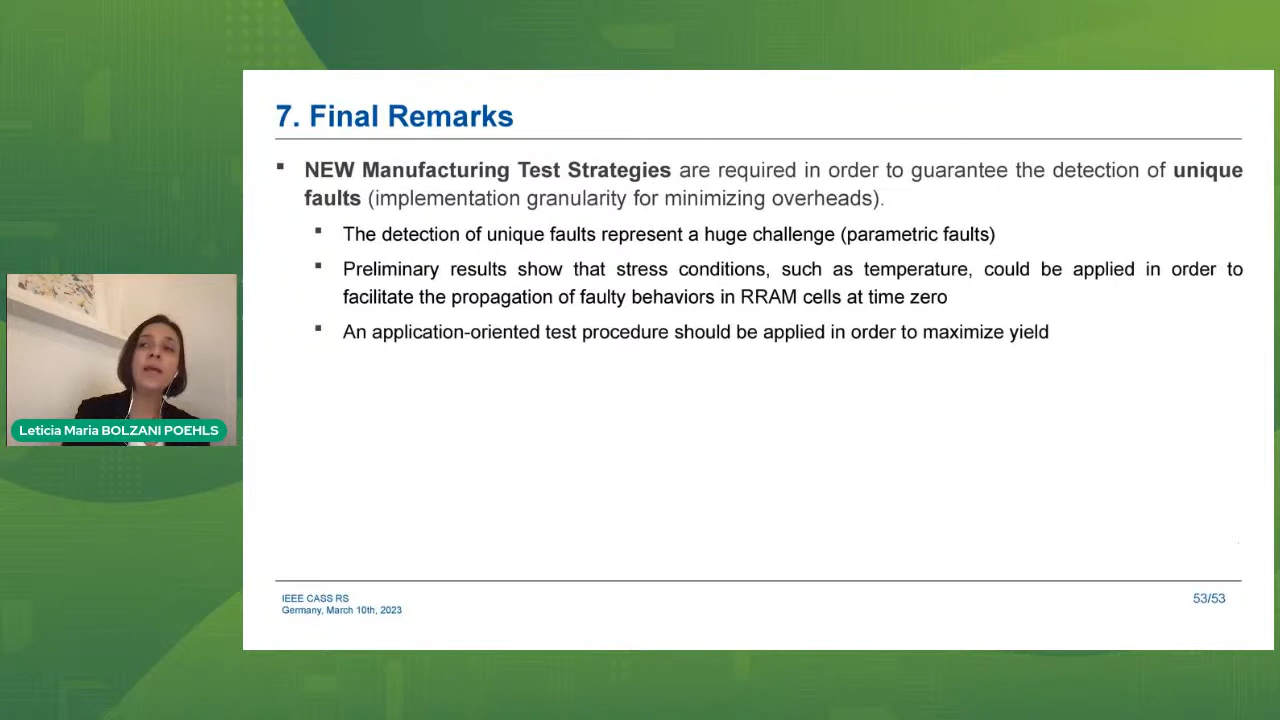 7. Final Remarks
▪ NEW Manufacturing Test Strategies are required in order to guarantee the detection of unique
faults (implementation granularity for minimizing overheads).
▪ The detection of unique faults represent a huge challenge (parametric faults)
▪ Preliminary results show that stress conditions, such as temperature, could be applied in order to
facilitate the propagation of faulty behaviors in RRAM cells at time zero
▪ An application-oriented test procedure should be applied in order to maximize yield
Leticia Maria BOLZANI POEHLS
IEEE CASS RS
Germany, March 10th, 2023
53/53